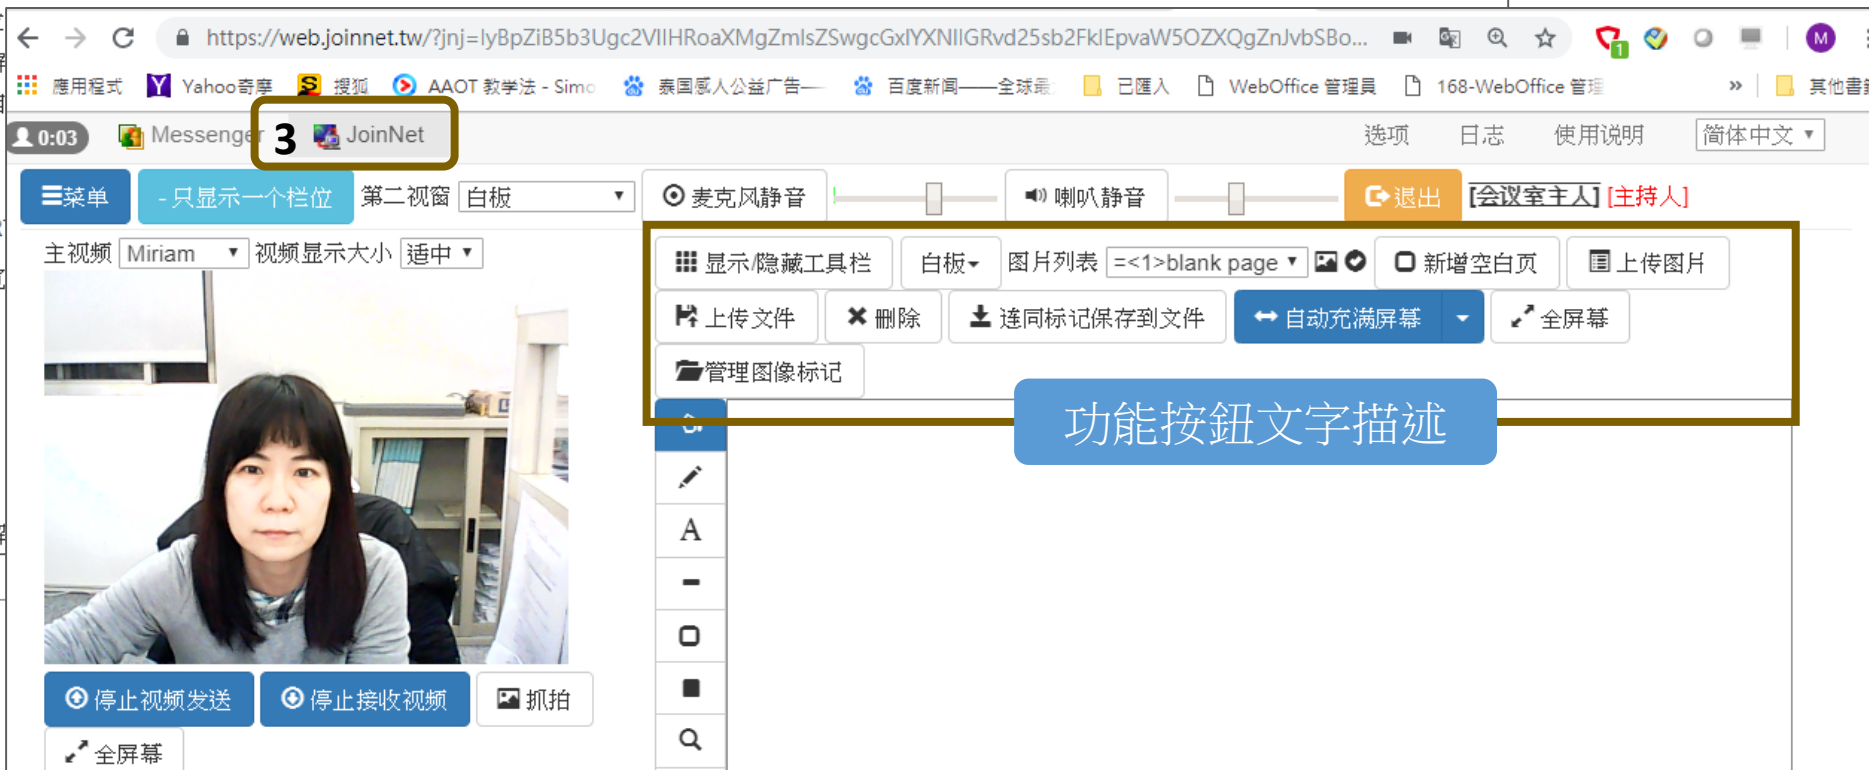 https://web.joinnet.tw/?jnj=IyBpZiB5b3Ugc2VlIHRoaXMgZmlsZSwgcGxlYXNlIGRvd25sb2FkIEpvaW5OZXQgZnJvbSBo...
M
應用程式 Yahoo奇摩 搜狐 AAOT 教学法 - Simo 泰国感人公益广告— 百度新闻——全球最 已匯入 WebOffice 管理員 168-WebOffice 管理 » 其他書
0:03 Messenger 3 JoinNet 选项 日志 使用说明 简体中文
菜单 - 只显示一个栏位 第二视窗 白板 麦克风静音 喇叭静音 退出 [会议室主人] [主持人]
主视频 Miriam 视频显示大小 适中
显示/隐藏工具栏 白板 图片列表 =<1>blank page 新增空白页 上传图片
上传文件 删除 连同标记保存到文件 自动充满屏幕 全屏幕
管理图像标记
功能按鈕文字描述
A
停止视频发送 停止接收视频 抓拍
全屏幕